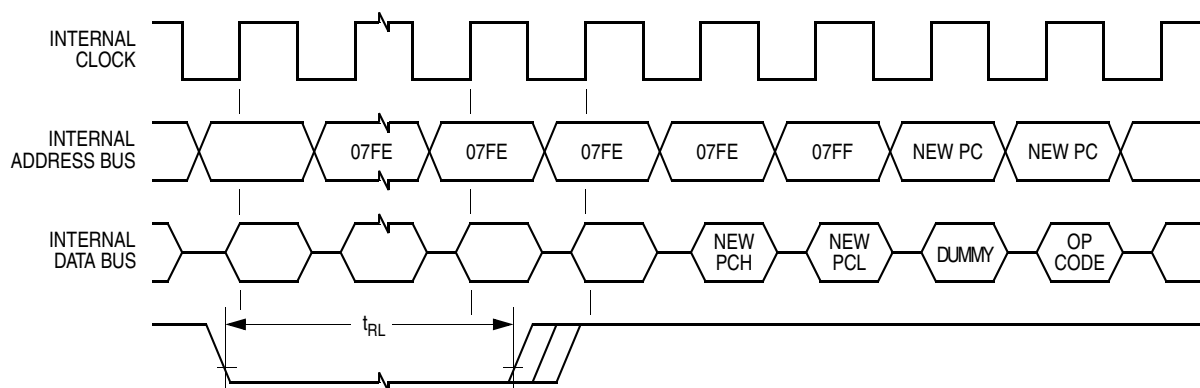 INTERNAL
CLOCK
INTERNAL
ADDRESS BUS
07FE
07FE
07FE
07FE
07FF
NEW PC
NEW PC
INTERNAL
DATA BUS
NEW
PCH
NEW
PCL
DUMMY
OP
CODE
tRL